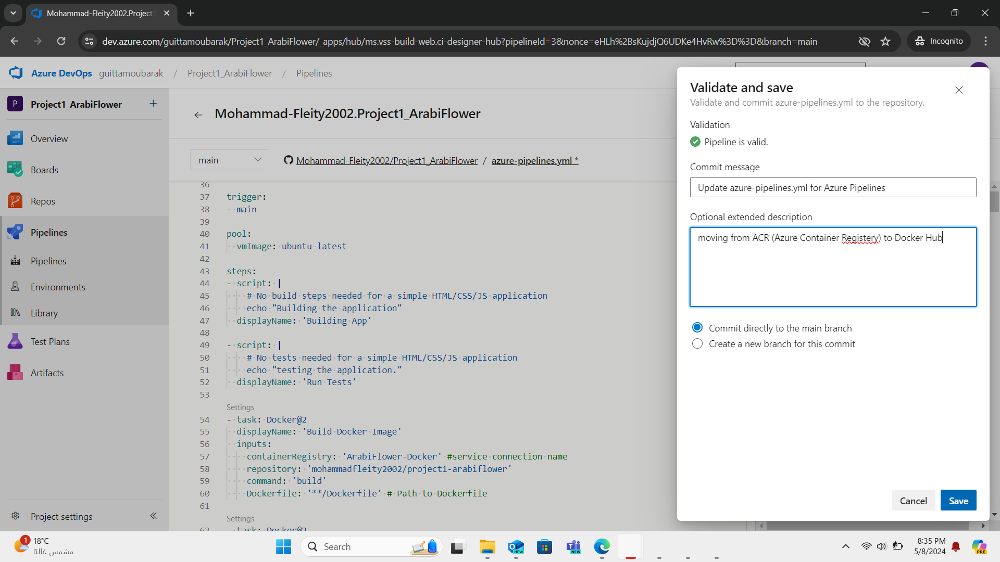 Mohammad-Fleity2002.Project1
dev.azure.com/guittamoubarak/Project1_ArabiFlower/_apps/hub/ms.vss-build-web.ci-designer-hub?pipelineId=3&nonce=eHLh%2BsKujdjQ6UDKe4HvRw%3D%3D&branch=main
Incognito
Azure DevOps guittamoubarak / Project1_ArabiFlower / Pipelines
P Project1_ArabiFlower +
Overview
Boards
Repos
Pipelines
Pipelines
Environments
Library
Test Plans
Artifacts
Project settings
Mohammad-Fleity2002.Project1_ArabiFlower
main
Mohammad-Fleity2002/Project1_ArabiFlower / azure-pipelines.yml *
36
37 trigger:
38 - main
39
40 pool:
41 vmImage: ubuntu-latest
42
43 steps:
44 - script: |
45 # No build steps needed for a simple HTML/CSS/JS application
46 echo "Building the application"
47 displayName: 'Building App'
48
49 - script: |
50 # No tests needed for a simple HTML/CSS/JS application
51 echo "testing the application."
52 displayName: 'Run Tests'
53
Settings
54 - task: Docker@2
55 displayName: 'Build Docker Image'
56 inputs:
57 containerRegistry: 'ArabiFlower-Docker' #service connection name
58 repository: 'mohammadfleity2002/project1-arabiflower'
59 command: 'build'
60 Dockerfile: '**/Dockerfile' # Path to Dockerfile
61
Settings
62 - task: Docker@2
Validate and save
Validate and commit azure-pipelines.yml to the repository.
Validation
Pipeline is valid.
Commit message
Update azure-pipelines.yml for Azure Pipelines
Optional extended description
moving from ACR (Azure Container Registery) to Docker Hub
Commit directly to the main branch
Create a new branch for this commit
Cancel
Save
1
18°C
مشمس غالبًا
Search
NEW
NEW
8:35 PM
5/8/2024
PRE